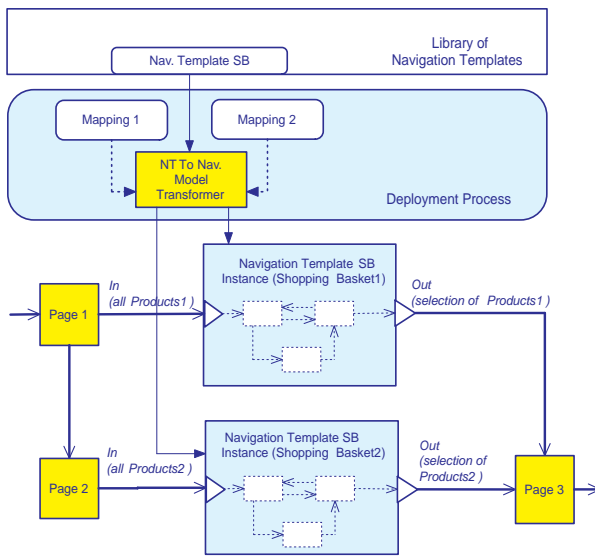 Library of
Navigation Templates
Nav. Template SB
Mapping 1
Mapping 2
NT To Nav.
Model
Transformer
Deployment Process
Navigation Template SB
Instance (Shopping Basket1)
In
(all Products1 )
Out
(selection of Products1 )
Page 1
Navigation Template SB
Instance (Shopping Basket2)
In
(all Products2 )
Out
(selection of
Products2 )
Page 2
Page 3